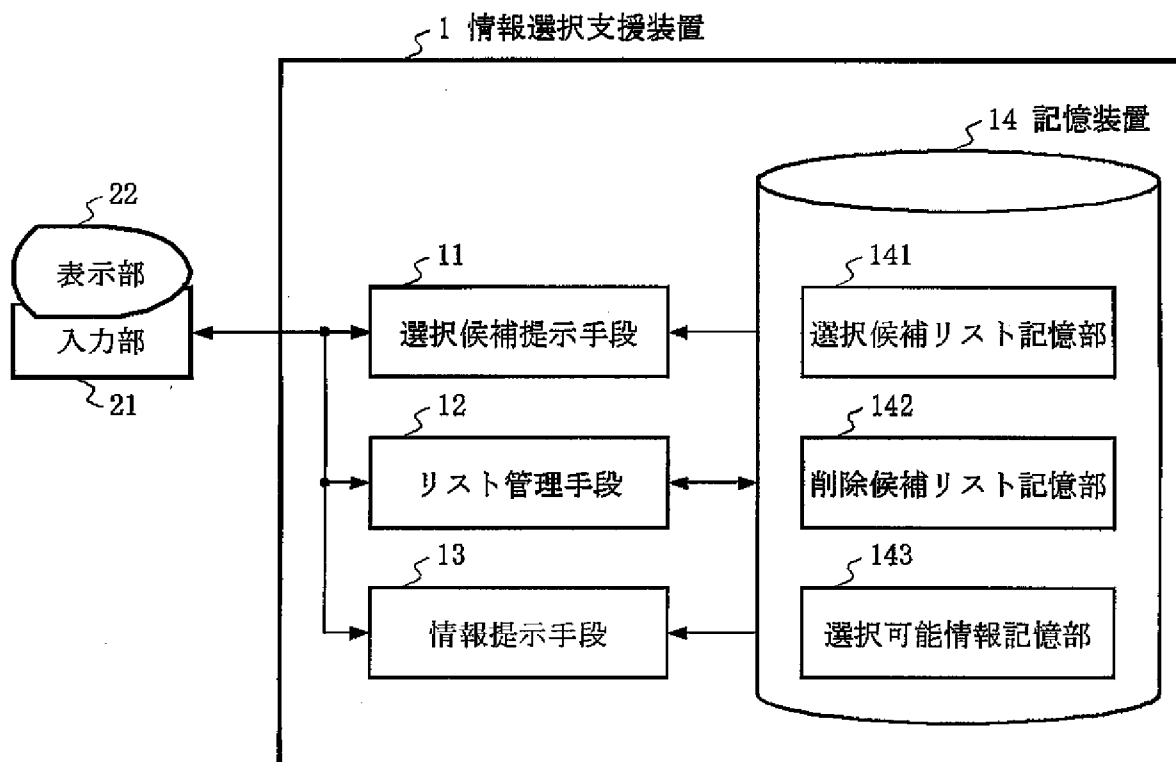 1 情報選択支援装置
14 記憶装置
22
表示部
入力部
21
11
選択候補提示手段
12
リスト管理手段
13
情報提示手段
141
選択候補リスト記憶部
142
削除候補リスト記憶部
143
選択可能情報記憶部